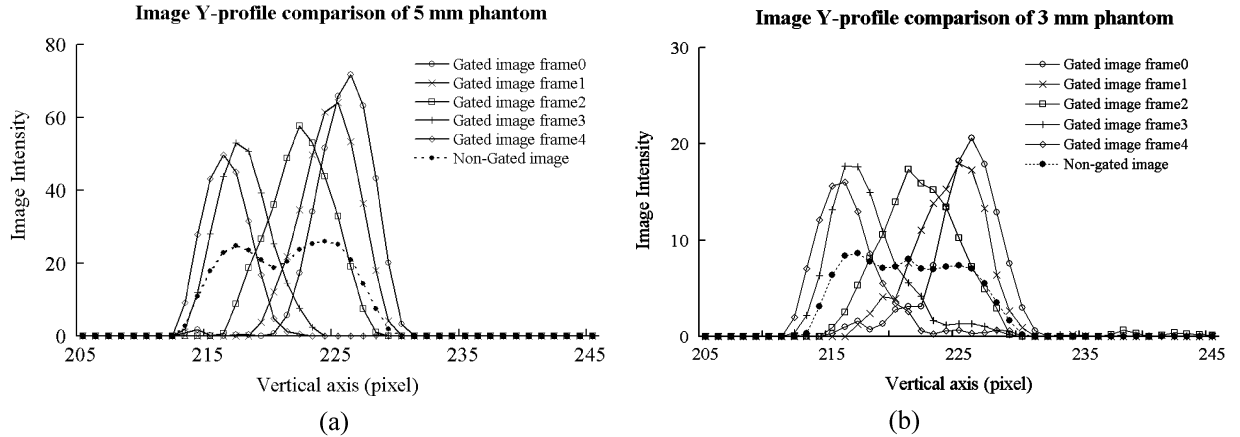 Image Y-profile comparison of 5 mm phantom
80
60
40
20
0
205
215
225
235
245
Image Intensity
Vertical axis (pixel)
Gated image frame0
Gated image frame1
Gated image frame2
Gated image frame3
Gated image frame4
Non-Gated image
(a)
Image Y-profile comparison of 3 mm phantom
30
20
10
0
205
215
225
235
245
Image Intensity
Vertical axis (pixel)
Gated image frame0
Gated image frame1
Gated image frame2
Gated image frame3
Gated image frame4
Non-gated image
(b)